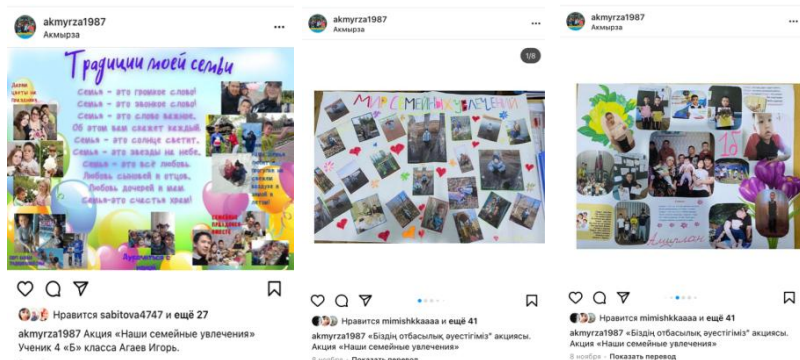 akmyrza1987
Акмырза
Традиции моей семьи
Семья - это громкое слово!
Семья - это звонкое слово!
Семья - это слово важное,
Об этом вам скажет каждый.
Семья - это солнце светит,
Семья - это звезды на небе,
Семья - это всё любовь
Любовь сыновей и отцов,
Любовь дочерей и мам
Семья-это счастья храм!
Нравится sabitova4747 и ещё 27
akmyrza1987 Акция «Наши семейные увлечения»
Ученик 4 «Б» класса Агаев Игорь.
akmyrza1987
Акмырза
1/8
МИР СЕМЕЙНЫХ УВЛЕЧЕНИЙ
Нравится mimishkkaaaa и ещё 41
akmyrza1987 «Біздің отбасылық әуестігіміз" акциясы.
Акция «Наши семейные увлечения»
8 ноября · Показать перевод
akmyrza1987
Акмырза
15
Нравится mimishkkaaaa и ещё 41
akmyrza1987 «Біздің отбасылық әуестігіміз" акциясы.
Акция «Наши семейные увлечения»
8 ноября · Показать перевод